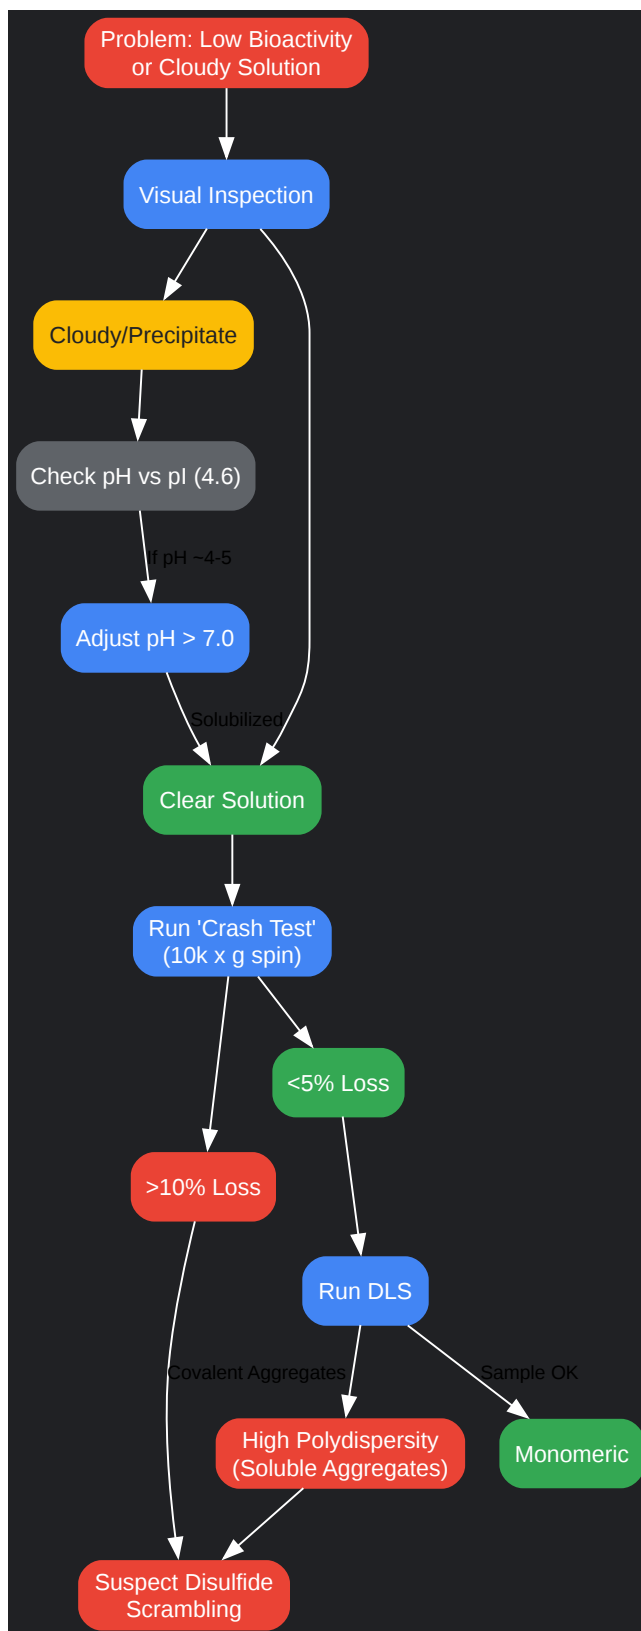 Problem: Low Bioactivity
or Cloudy Solution
Visual Inspection
Cloudy/Precipitate
Check pH vs pI (4.6)
If pH ~4-5
Adjust pH > 7.0
Solubilized
Clear Solution
Run 'Crash Test'
(10k x g spin)
<5% Loss
>10% Loss
Run DLS
Covalent Aggregates
Sample OK
High Polydispersity
(Soluble Aggregates)
Monomeric
Suspect Disulfide
Scrambling